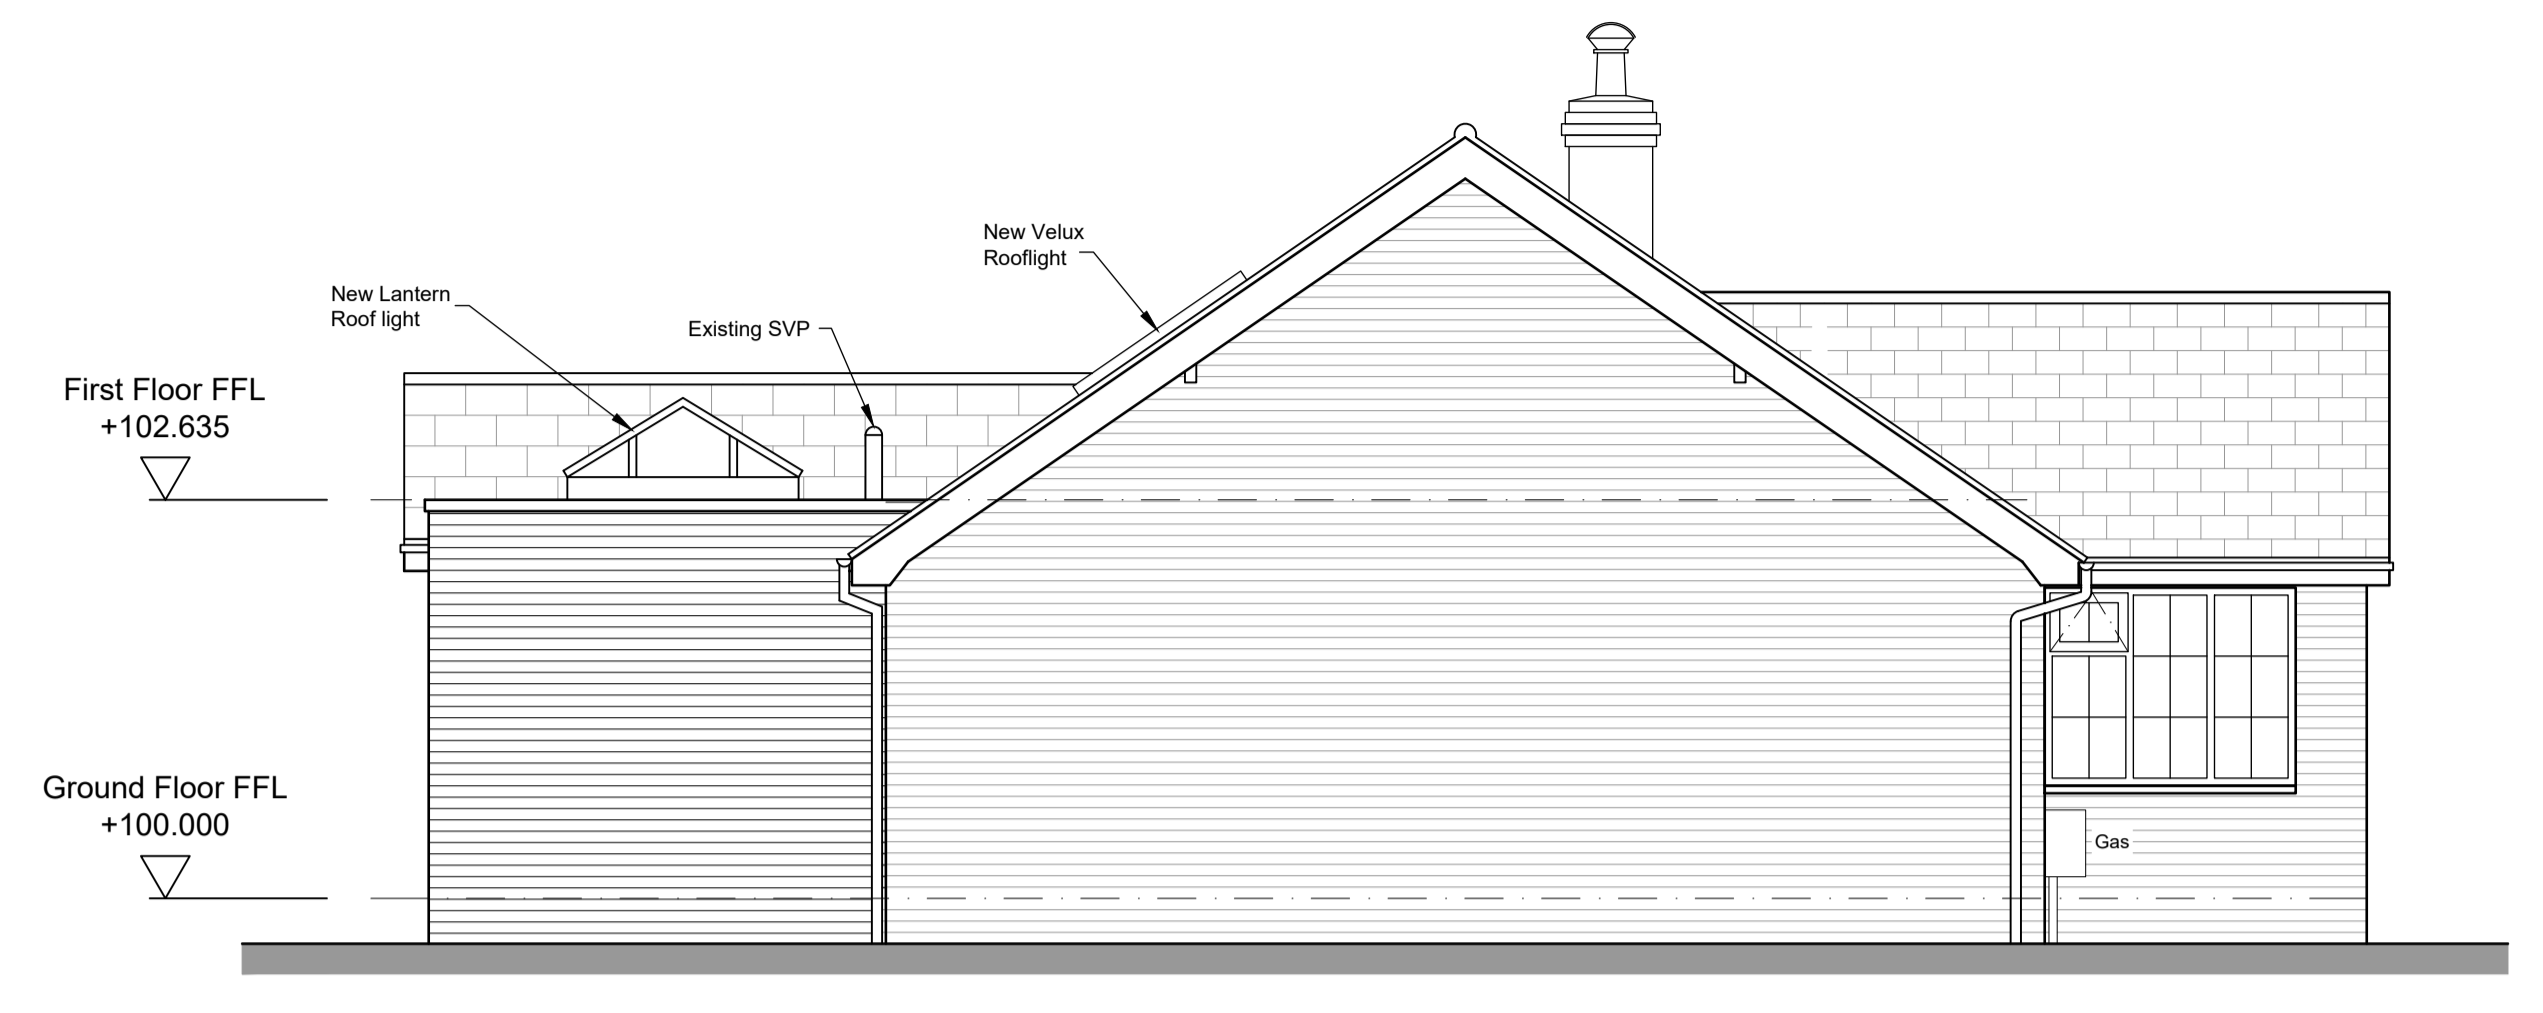 New Velux
Rooflight
New Lantern
Roof light
Existing SVP
First Floor FFL
+102.635
Ground Floor FFL
+100.000
Gas